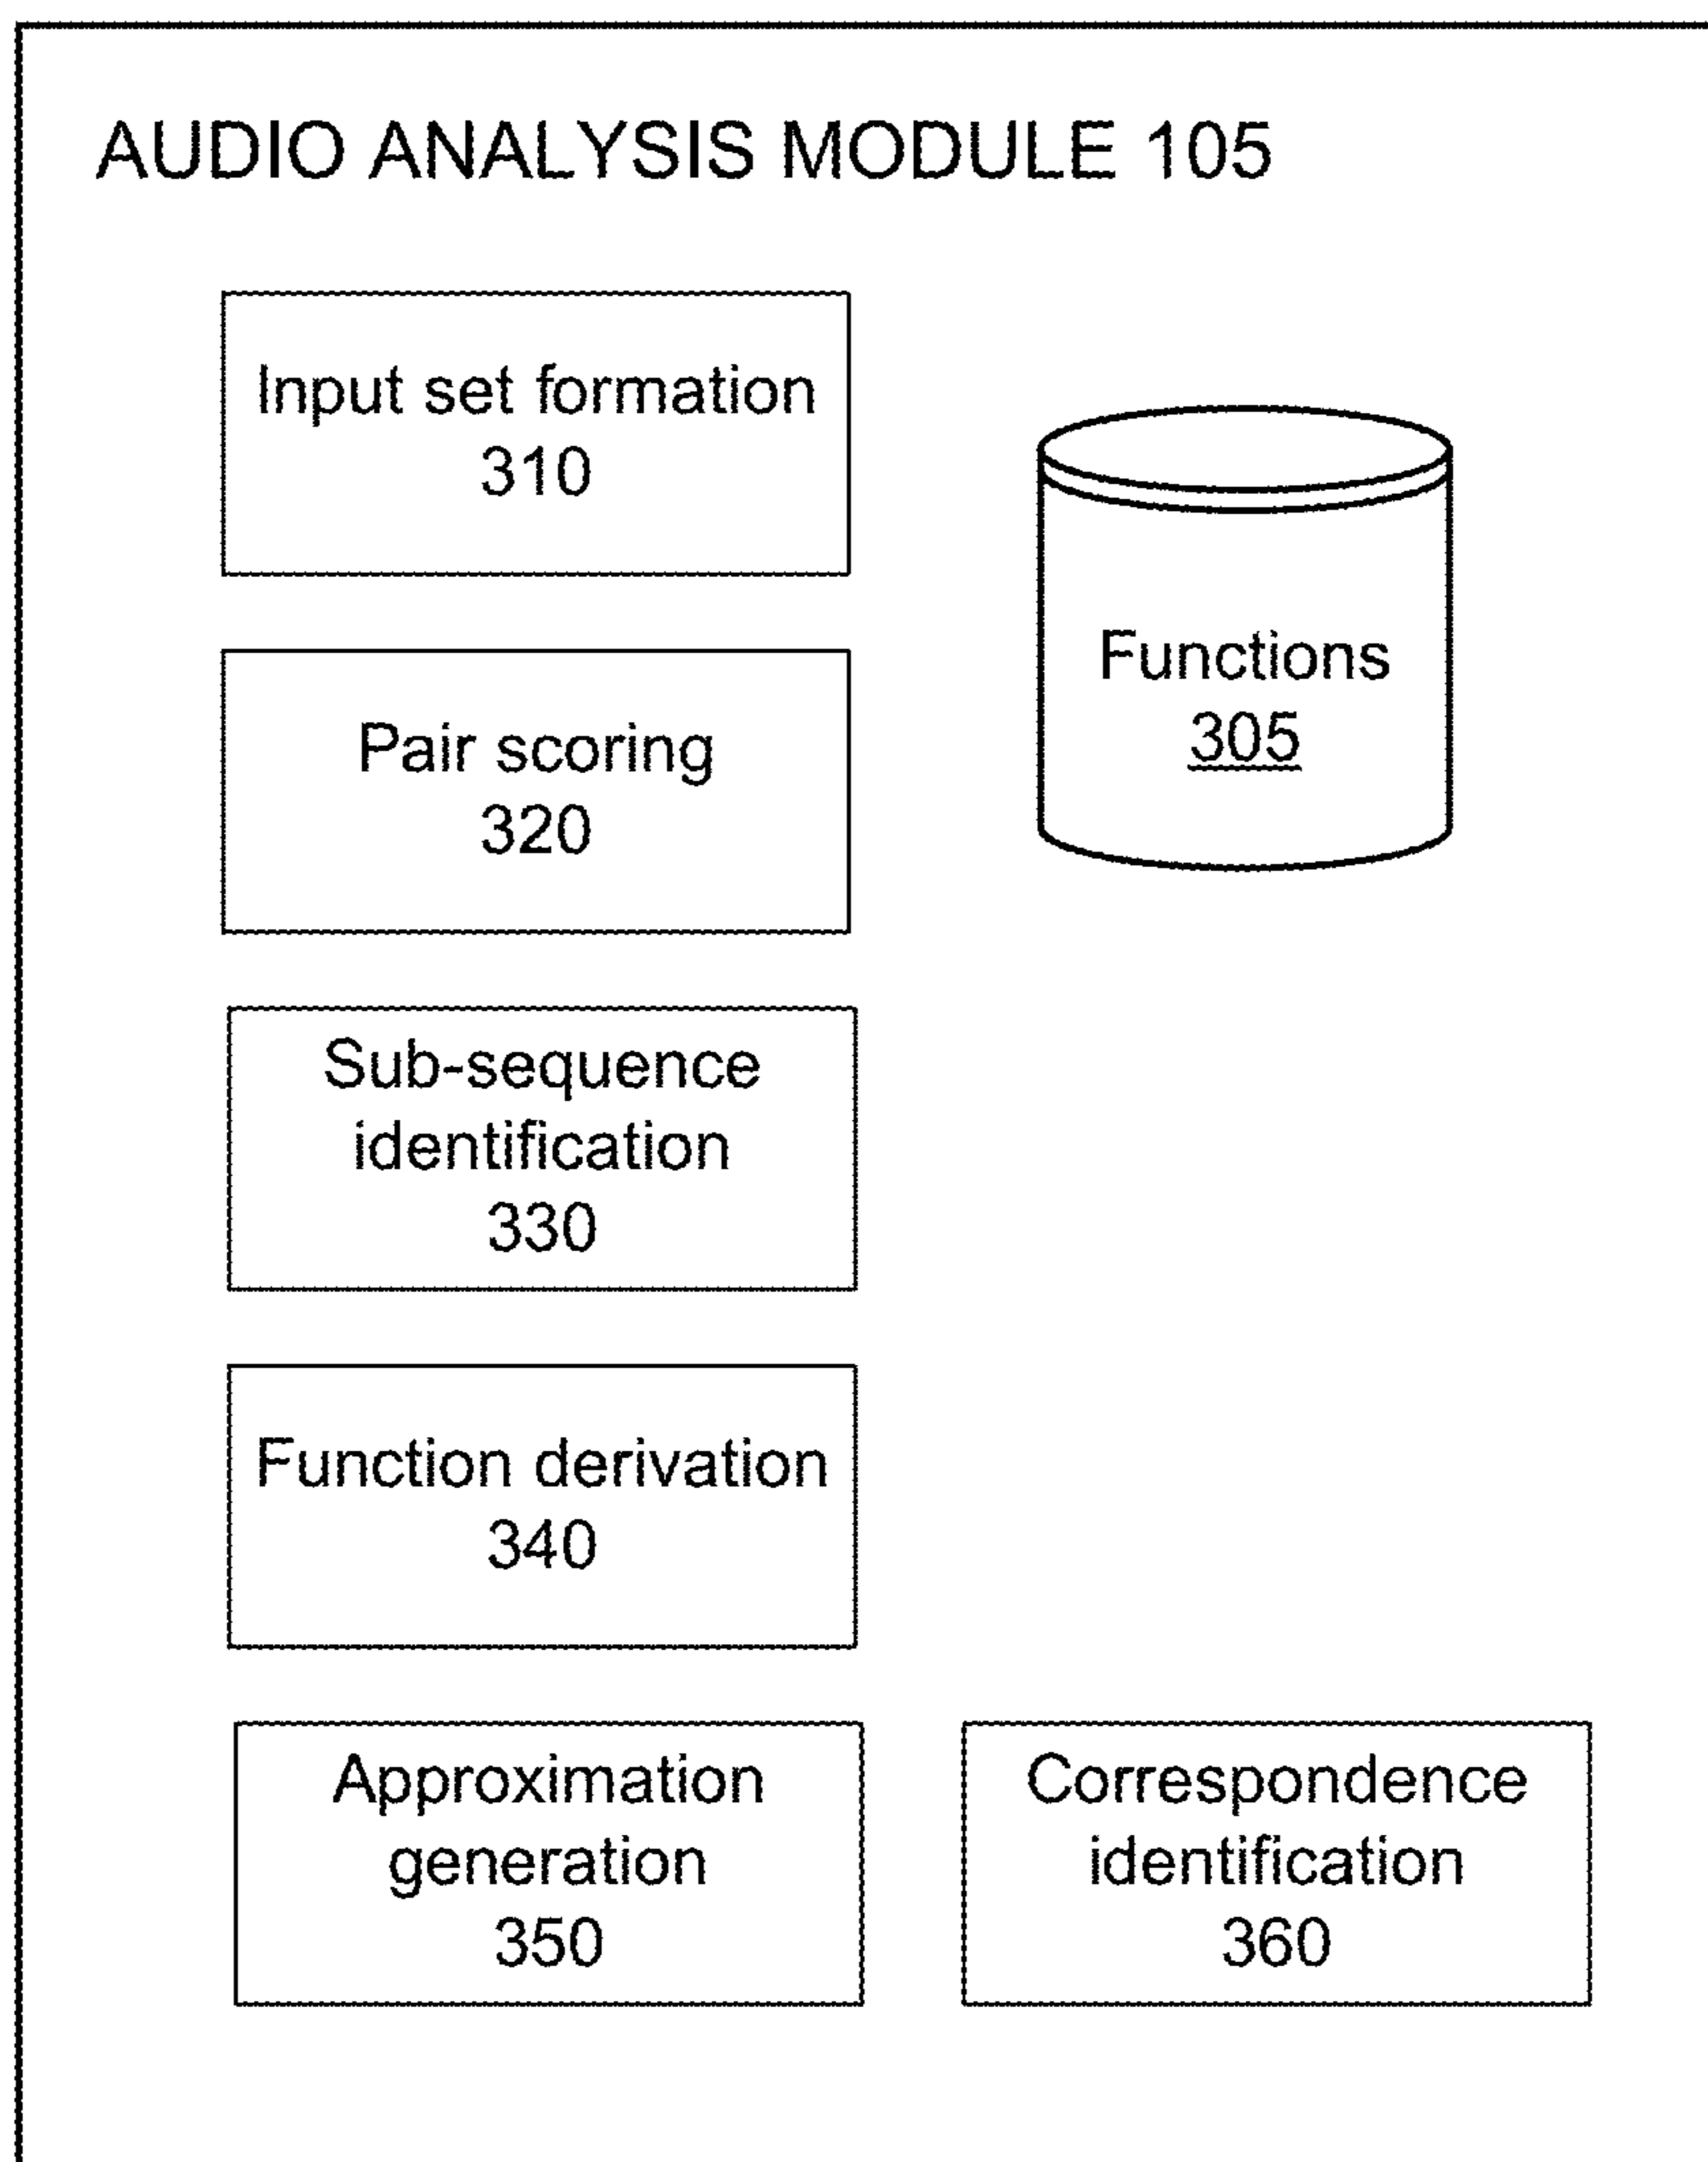 AUDIO ANALYSIS MODULE 105
Input set formation
310
Functions
305
Pair scoring
320
Sub-sequence
identification
330
Function derivation
340
Approximation
generation
350
Correspondence
identification
360